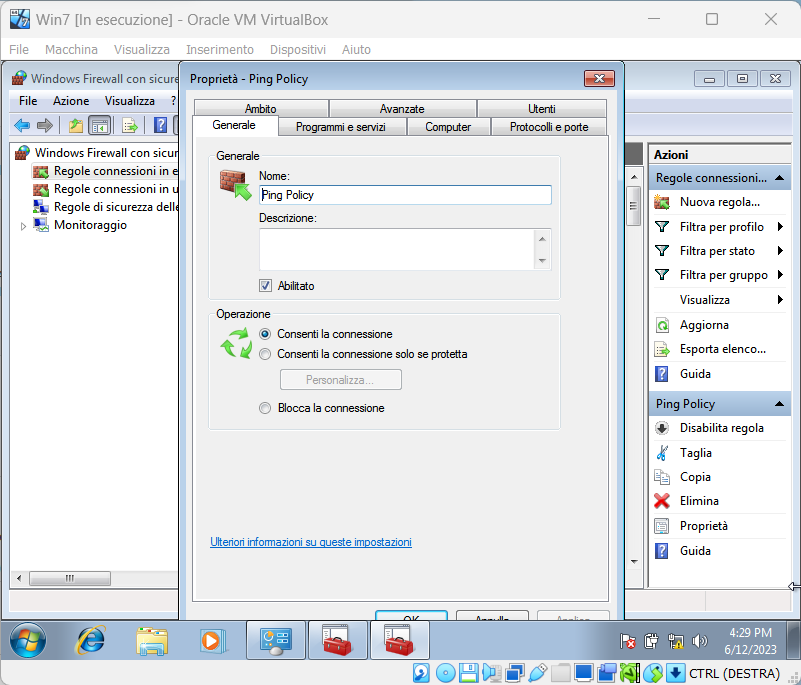 Win7 [In esecuzione] - Oracle VM VirtualBox
File Macchina Visualizza Inserimento Dispositivi Aiuto
Windows Firewall con sicure
File Azione Visualizza ?
Windows Firewall con sicur
Regole connessioni in e
Regole connessioni in u
Regole di sicurezza delle
Monitoraggio
Proprietà - Ping Policy
Ambito Avanzate Utenti
Generale Programmi e servizi Computer Protocolli e porte
Generale
Nome:
Ping Policy
Descrizione:
Abilitato
Operazione
Consenti la connessione
Consenti la connessione solo se protetta
Personalizza...
Blocca la connessione
Ulteriori informazioni su queste impostazioni
OK Annulla Applica
Azioni
Regole connessioni...
Nuova regola...
Filtra per profilo
Filtra per stato
Filtra per gruppo
Visualizza
Aggiorna
Esporta elenco...
Guida
Ping Policy
Disabilita regola
Taglia
Copia
Elimina
Proprietà
Guida
4:29 PM
6/12/2023
CTRL (DESTRA)